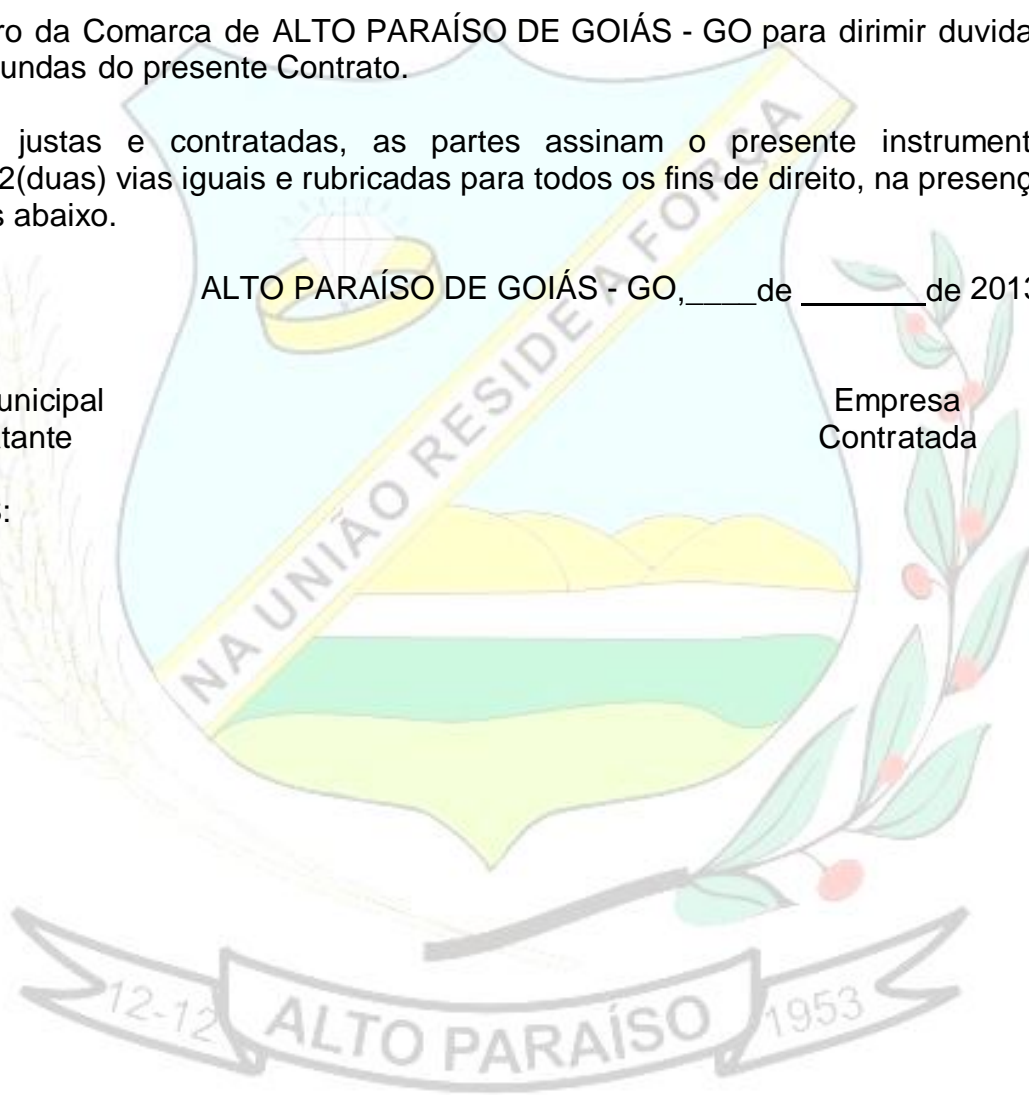 ro da Comarca de ALTO PARAÍSO DE GOIÁS - GO para dirimir duvida
undas do presente Contrato.
justas e contratadas, as partes assinam o presente instrument
2(duas) vias iguais e rubricadas para todos os fins de direito, na presenç
s abaixo.
ALTO PARAÍSO DE GOIÁS - GO,____de _______de 2013
unicipal
Empresa
tante
Contratada
S:
NA UNIÃO RESIDE A FORÇA
12-12 ALTO PARAÍSO 1953